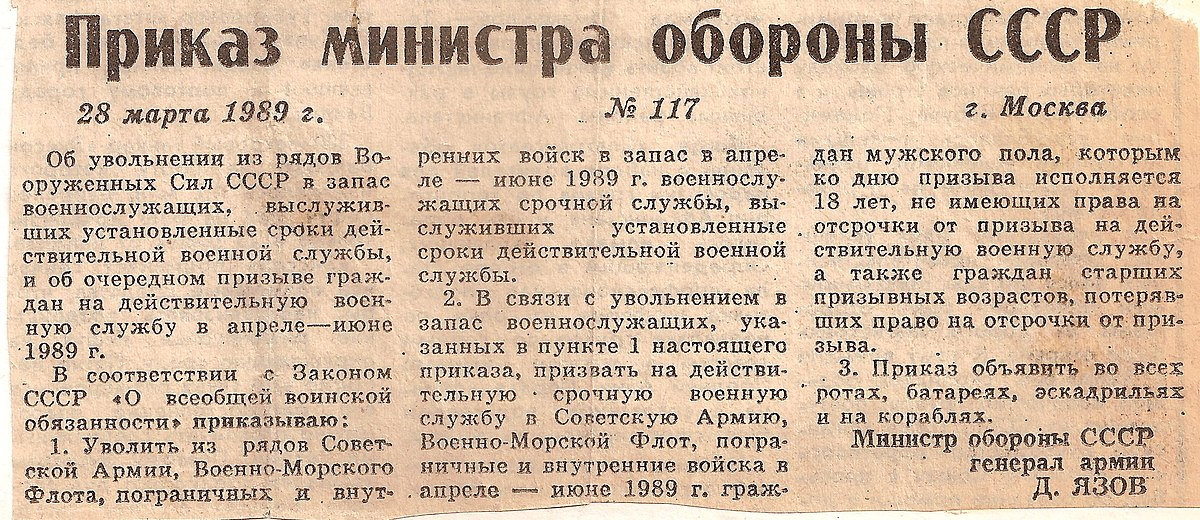 Приказ министра обороны СССР
28 марта 1989 г. № 117 г. Москва
Об увольнении из рядов Во-
оруженных Сил СССР в запас
военнослужащих, выслужив-
ших установленные сроки дей-
ствительной военной службы,
и об очередном призыве граж-
дан на действительную воен-
ную службу в апреле—июне
1989 г.
В соответствии с Законом
СССР «О всеобщей воинской
обязанности» приказываю:
1. Уволить из рядов Совет-
ской Армии, Военно-Морского
Флота, пограничных и внут-
ренних войск в запас в апре-
ле — июне 1989 г. военнослу-
жащих срочной службы, вы-
служивших установленные
сроки действительной военной
службы.
2. В связи с увольнением в
запас военнослужащих, ука-
занных в пункте 1 настоящего
приказа, призвать на действи-
тельную срочную военную
службу в Советскую Армию,
Военно-Морской Флот, погра-
ничные и внутренние войска в
апреле — июне 1989 г. граж-
дан мужского пола, которым
ко дню призыва исполняется
18 лет, не имеющих права на
отсрочки от призыва на дей-
ствительную военную службу,
а также граждан старших
призывных возрастов, потеряв-
ших право на отсрочки от при-
зыва.
3. Приказ объявить во всех
ротах, батареях, эскадрильях
и на кораблях.
Министр обороны СССР
генерал армии
Д. ЯЗОВ